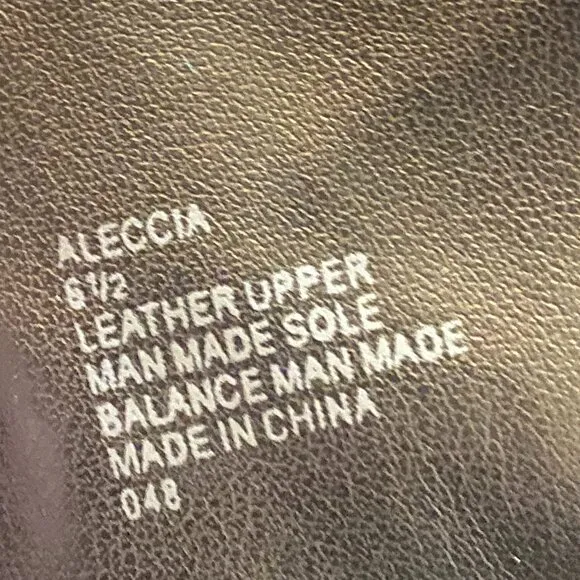 ALECCIA
6 1/2
LEATHER UPPER
MAN MADE SOLE
BALANCE MAN MADE
MADE IN CHINA
048